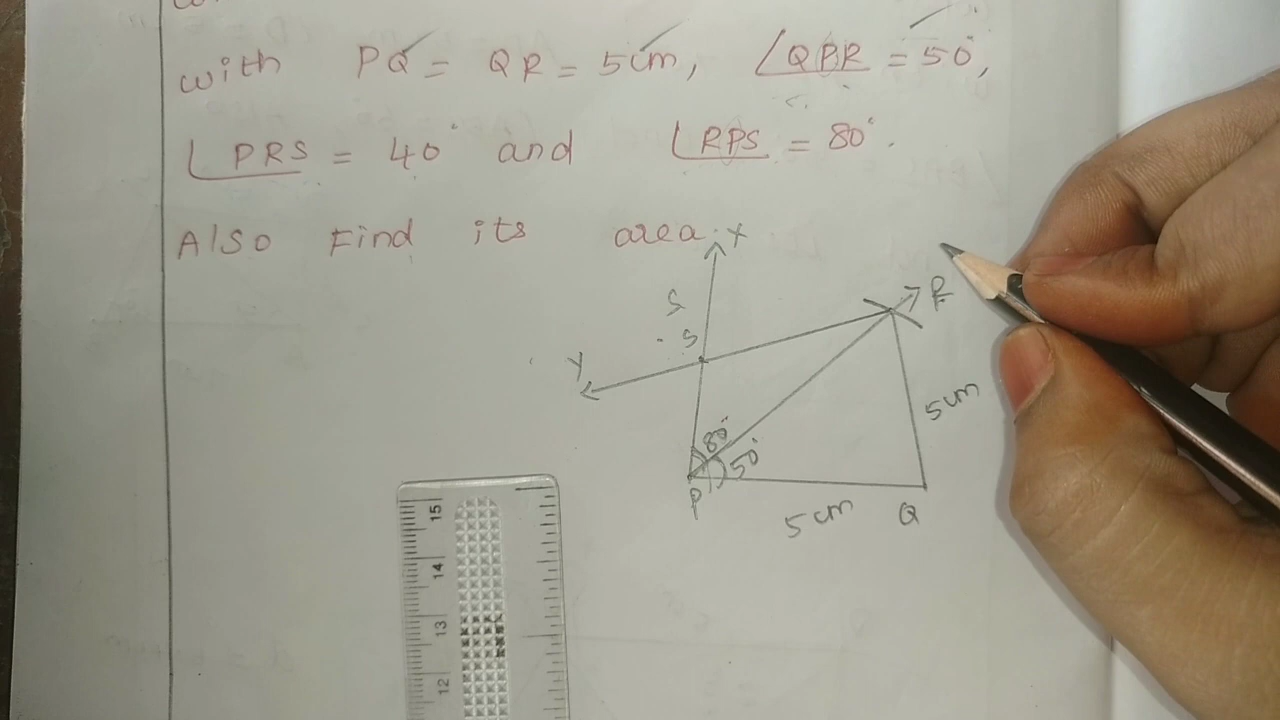 with PQ = QR = 5cm, ∠QPR = 50°,
∠PRS = 40° and ∠RPS = 80°.
Also Find its area.
X
S
S
R
Y
5cm
80°
50°
P
5cm
Q
15
14
13
12